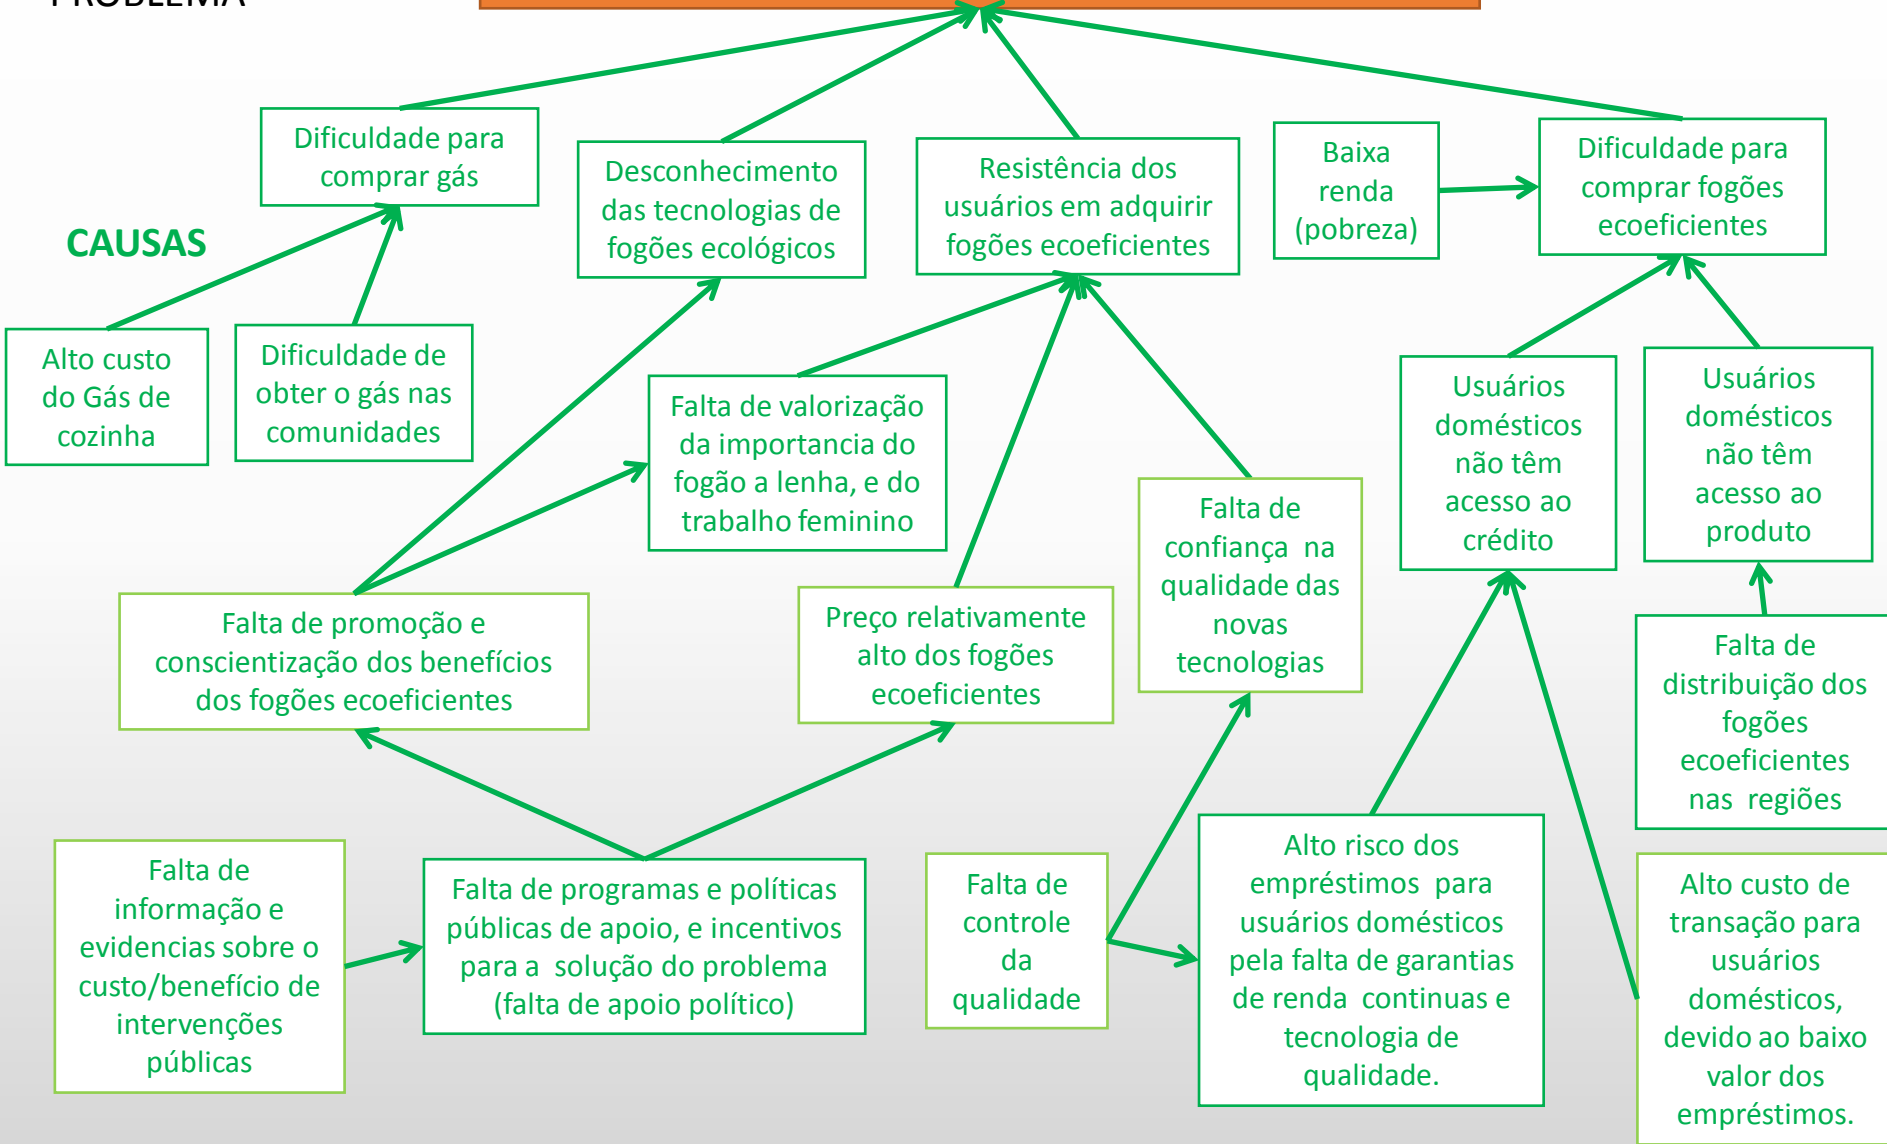 PROBLEMA
Dificuldade para
comprar gás
Desconhecimento
das tecnologias de
fogões ecológicos
Resistência dos
usuários em adquirir
fogões ecoeficientes
Baixa
renda
(pobreza)
Dificuldade para
comprar fogões
ecoeficientes
CAUSAS
Alto custo
do Gás de
cozinha
Dificuldade de
obter o gás nas
comunidades
Falta de valorização
da importancia do
fogão a lenha, e do
trabalho feminino
Usuários
domésticos
não têm
acesso ao
crédito
Usuários
domésticos
não têm
acesso ao
produto
Falta de
confiança na
qualidade das
novas
tecnologias
Falta de promoção e
conscientização dos benefícios
dos fogões ecoeficientes
Preço relativamente
alto dos fogões
ecoeficientes
Falta de
distribuição dos
fogões
ecoeficientes
nas regiões
Falta de
informação e
evidencias sobre o
custo/benefício de
intervenções
públicas
Falta de programas e políticas
públicas de apoio, e incentivos
para a solução do problema
(falta de apoio político)
Falta de
controle
da
qualidade
Alto risco dos
empréstimos para
usuários domésticos
pela falta de garantias
de renda continuas e
tecnologia de
qualidade.
Alto custo de
transação para
usuários
domésticos,
devido ao baixo
valor dos
empréstimos.